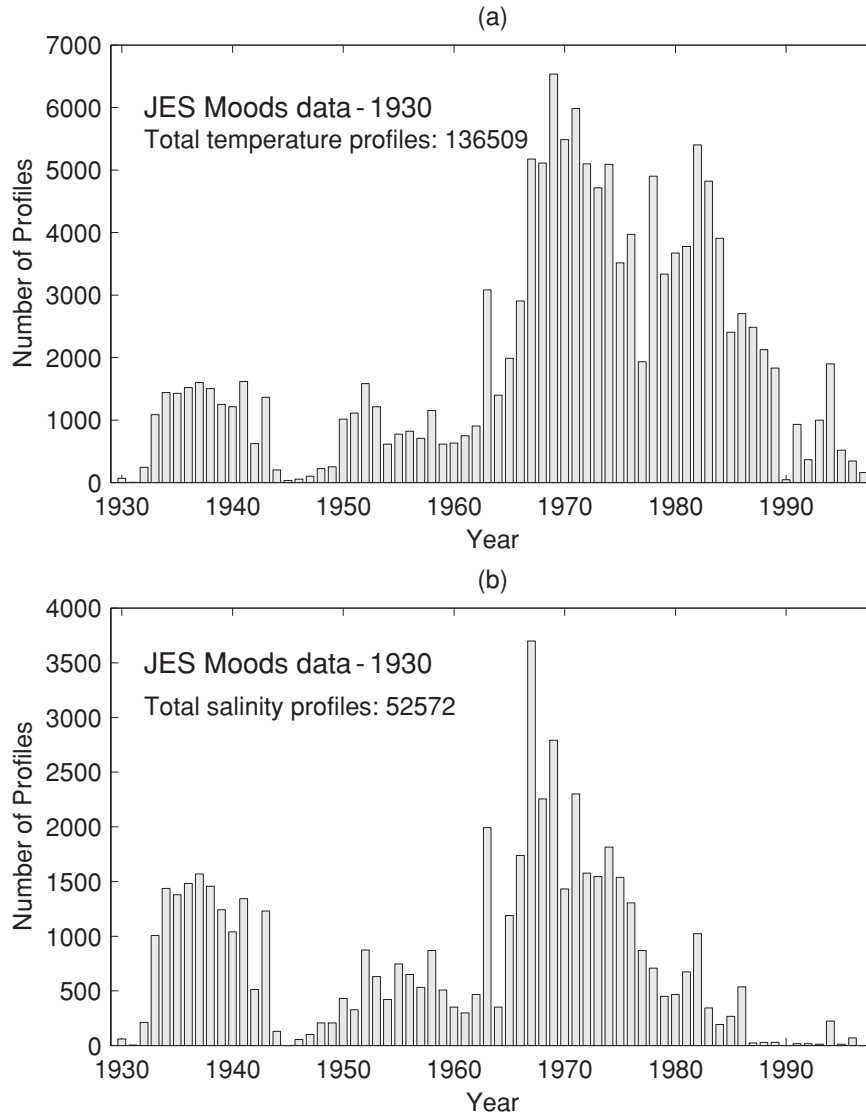 (a)
7000
6000
5000
4000
3000
2000
1000
0
Number of Profiles
JES Moods data - 1930
Total temperature profiles: 136509
1930 1940 1950 1960 1970 1980 1990
Year
(b)
4000
3500
3000
2500
2000
1500
1000
500
0
Number of Profiles
JES Moods data - 1930
Total salinity profiles: 52572
1930 1940 1950 1960 1970 1980 1990
Year